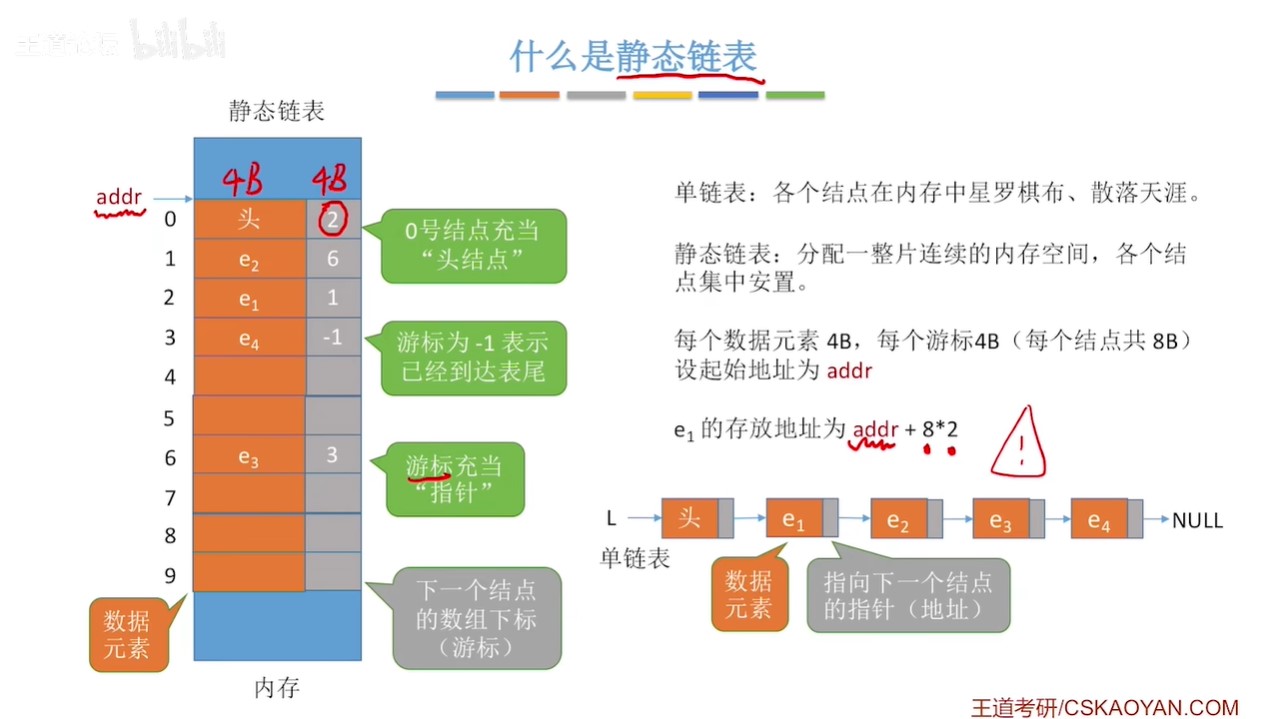 王道论坛 bilibili
什么是静态链表
静态链表
4B 4B
addr
0 头 2
1 e₂ 6
2 e₁ 1
3 e₄ -1
4
5
6 e₃ 3
7
8
9
0号结点充当
“头结点”
游标为 -1 表示
已经到达表尾
游标充当
“指针”
下一个结点
的数组下标
（游标）
数据
元素
内存
单链表：各个结点在内存中星罗棋布、散落天涯。
静态链表：分配一整片连续的内存空间，各个结
点集中安置。
每个数据元素 4B，每个游标4B（每个结点共 8B）
设起始地址为 addr
e₁ 的存放地址为 addr + 8*2
!
L 头 e₁ e₂ e₃ e₄ NULL
单链表
数据
元素
指向下一个结点
的指针（地址）
王道考研/CSKAOYAN.COM